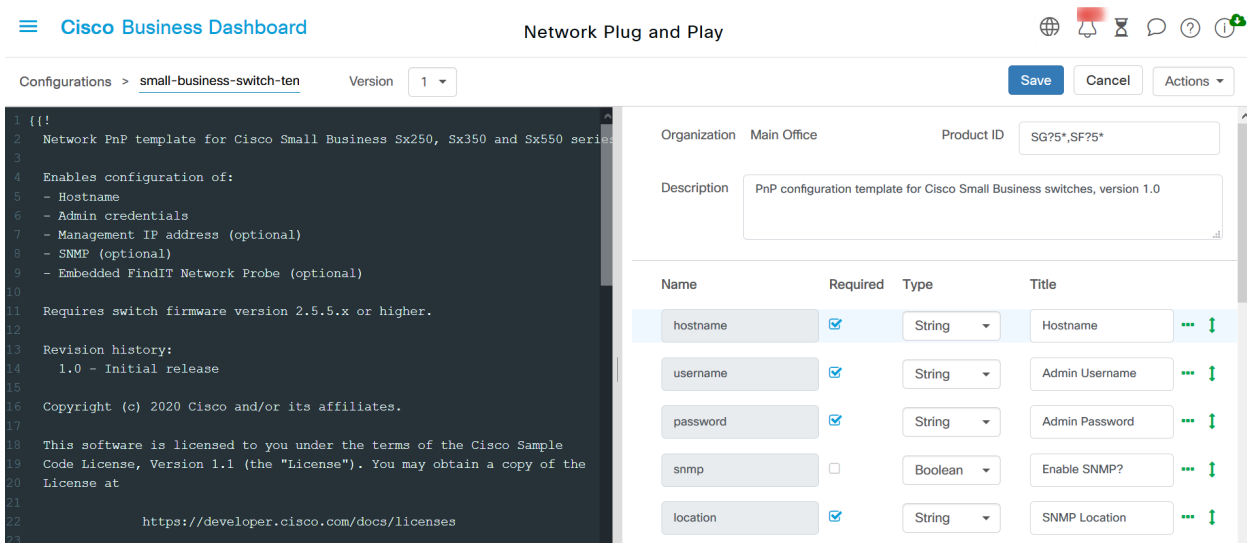 Cisco Business Dashboard
Network Plug and Play
Configurations > small-business-switch-ten
Version 1
Save Cancel Actions
1 {{!
2 Network PnP template for Cisco Small Business Sx250, Sx350 and Sx550 series
3
4 Enables configuration of:
5 - Hostname
6 - Admin credentials
7 - Management IP address (optional)
8 - SNMP (optional)
9 - Embedded FindIT Network Probe (optional)
10
11 Requires switch firmware version 2.5.5.x or higher.
12
13 Revision history:
14 1.0 - Initial release
15
16 Copyright (c) 2020 Cisco and/or its affiliates.
17
18 This software is licensed to you under the terms of the Cisco Sample
19 Code License, Version 1.1 (the "License"). You may obtain a copy of the
20 License at
21
22 https://developer.cisco.com/docs/licenses
23
Organization Main Office Product ID SG?5*,SF?5*
Description PnP configuration template for Cisco Small Business switches, version 1.0
Name Required Type Title
hostname String Hostname
username String Admin Username
password String Admin Password
snmp Boolean Enable SNMP?
location String SNMP Location